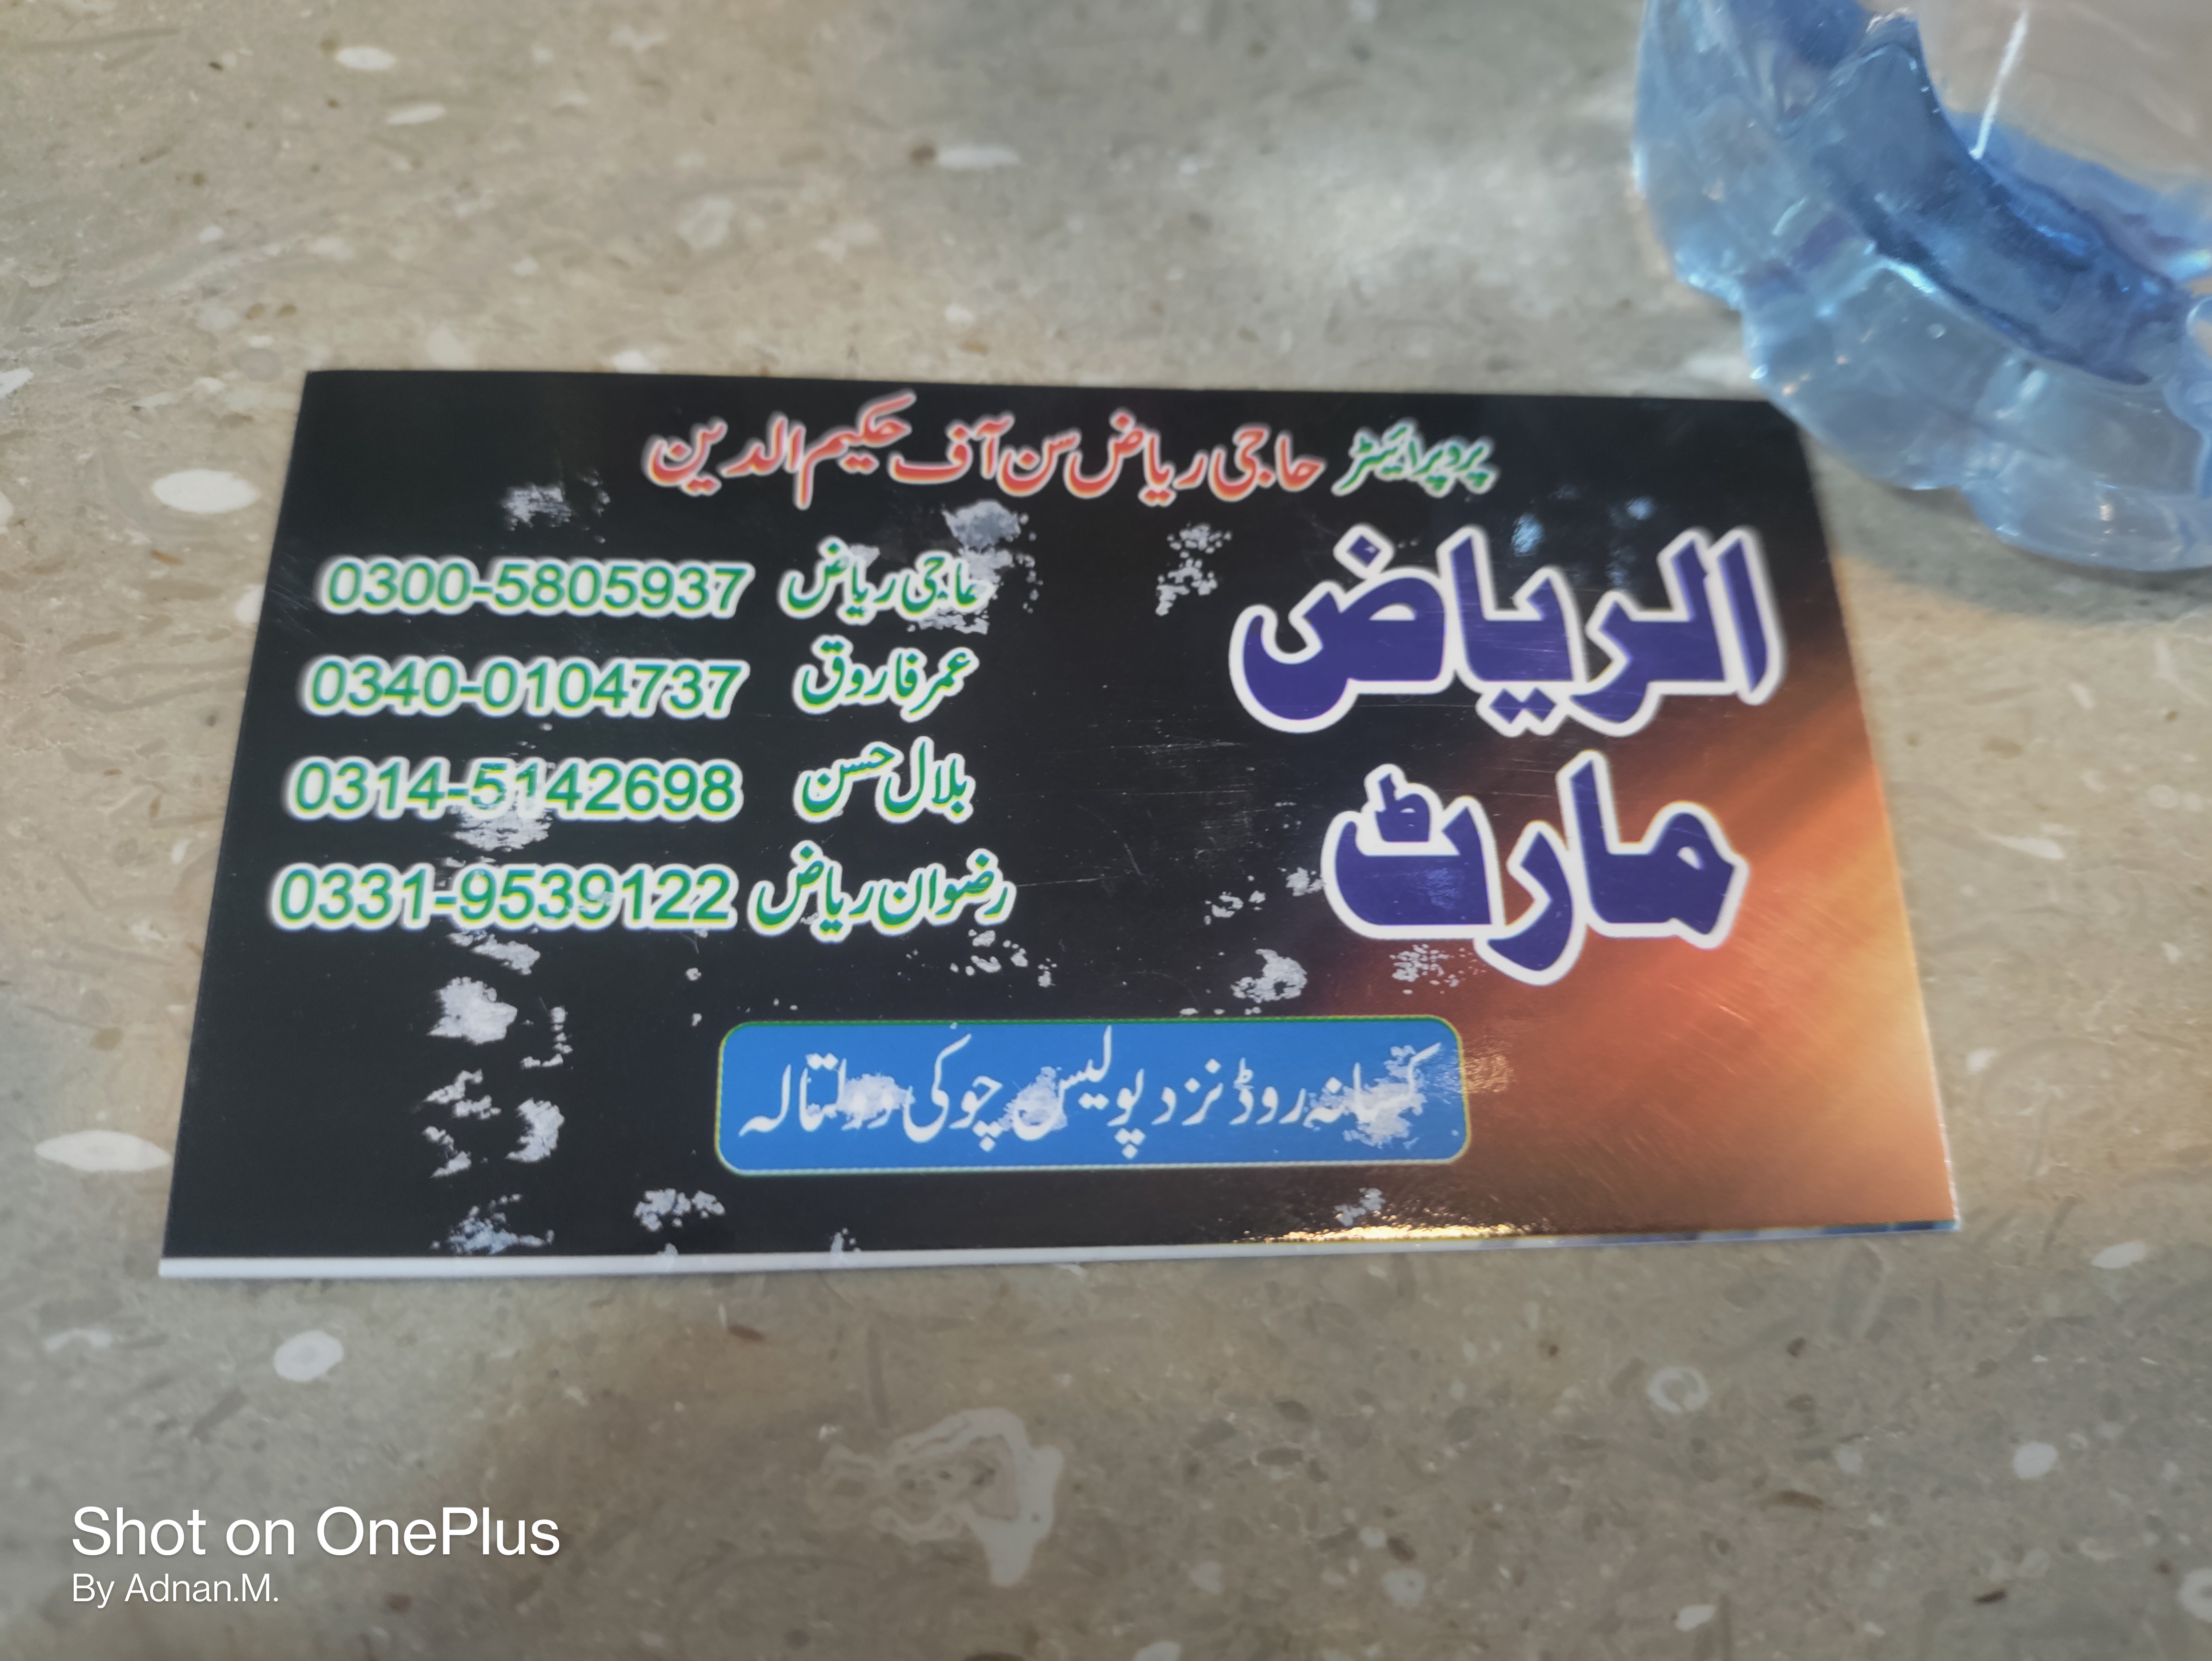 پروپرائیٹر حاجی ریاض سن آف حکیم الدین
الریاض
مارٹ
حاجی ریاض 0300-5805937
عمر فاروق 0340-0104737
بلال حسن 0314-5142698
رضوان ریاض 0331-9539122
روڈ نزد پولیس چوکی دولتالہ
Shot on OnePlus
By Adnan.M.